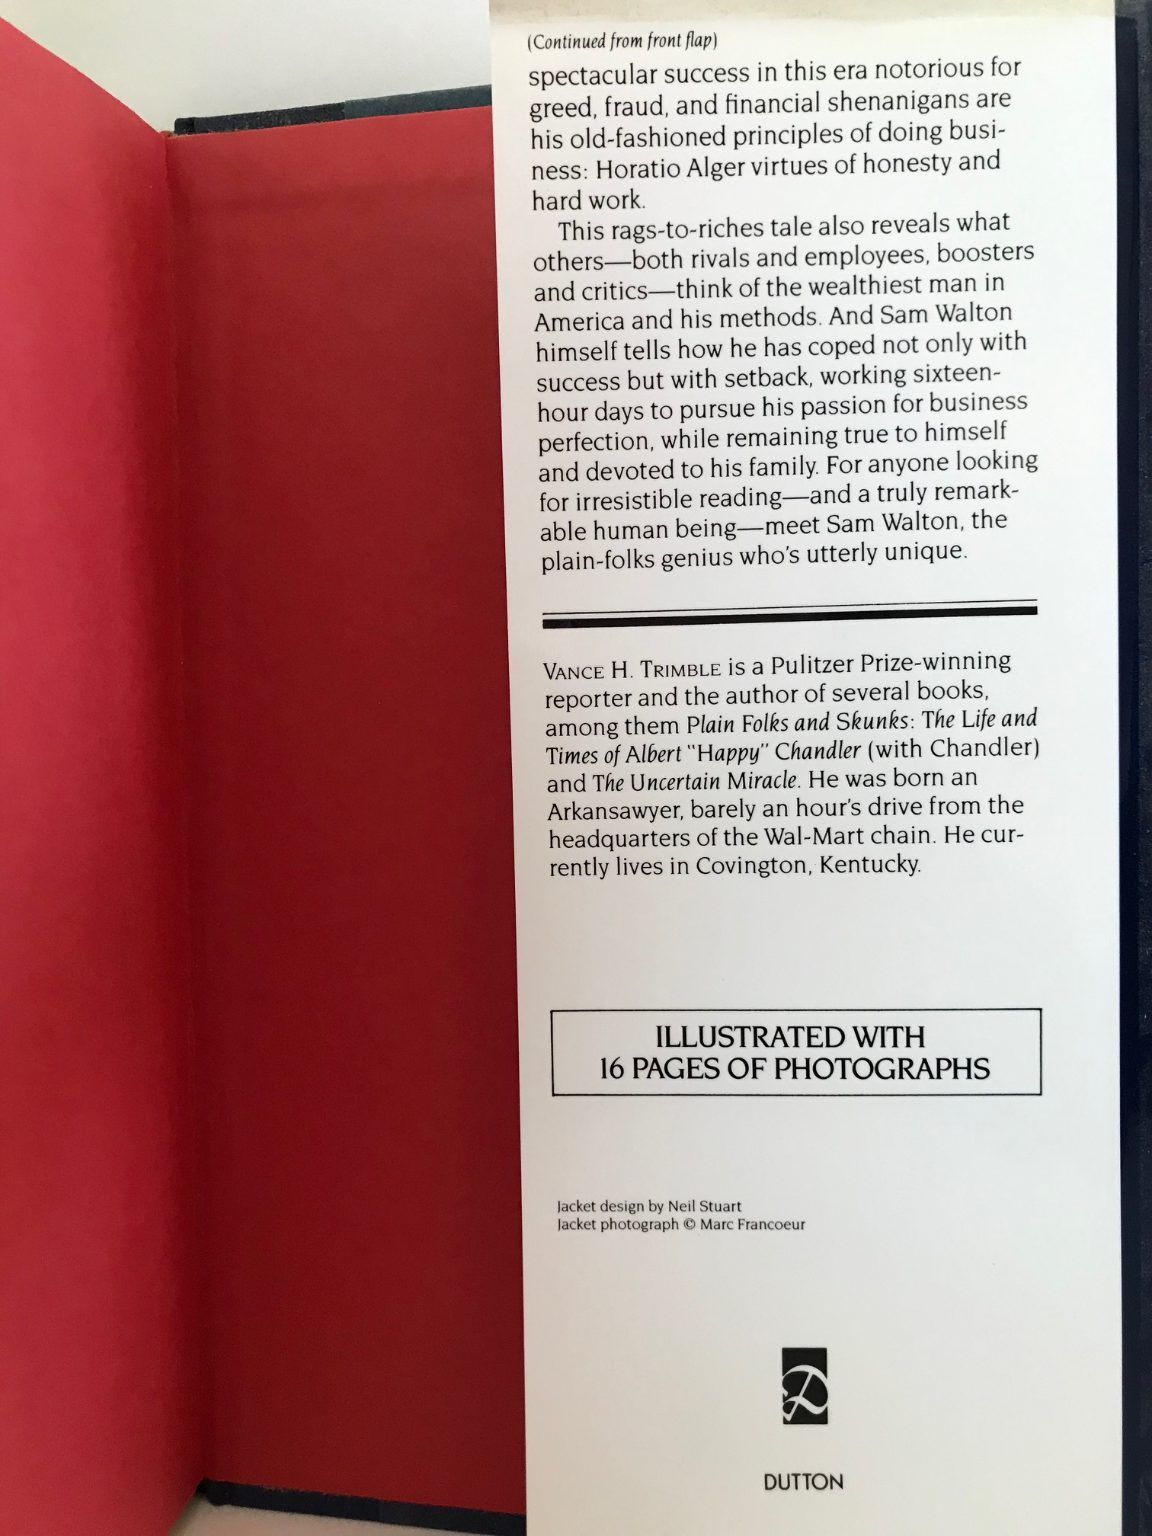 (Continued from front flap)
spectacular success in this era notorious for
greed, fraud, and financial shenanigans are
his old-fashioned principles of doing busi-
ness: Horatio Alger virtues of honesty and
hard work.
This rags-to-riches tale also reveals what
others—both rivals and employees, boosters
and critics—think of the wealthiest man in
America and his methods. And Sam Walton
himself tells how he has coped not only with
success but with setback, working sixteen-
hour days to pursue his passion for business
perfection, while remaining true to himself
and devoted to his family. For anyone looking
for irresistible reading—and a truly remark-
able human being—meet Sam Walton, the
plain-folks genius who's utterly unique.
VANCE H. TRIMBLE is a Pulitzer Prize-winning
reporter and the author of several books,
among them Plain Folks and Skunks: The Life and
Times of Albert "Happy" Chandler (with Chandler)
and The Uncertain Miracle. He was born an
Arkansawyer, barely an hour's drive from the
headquarters of the Wal-Mart chain. He cur-
rently lives in Covington, Kentucky.
ILLUSTRATED WITH
16 PAGES OF PHOTOGRAPHS
Jacket design by Neil Stuart
Jacket photograph © Marc Francoeur
D
DUTTON